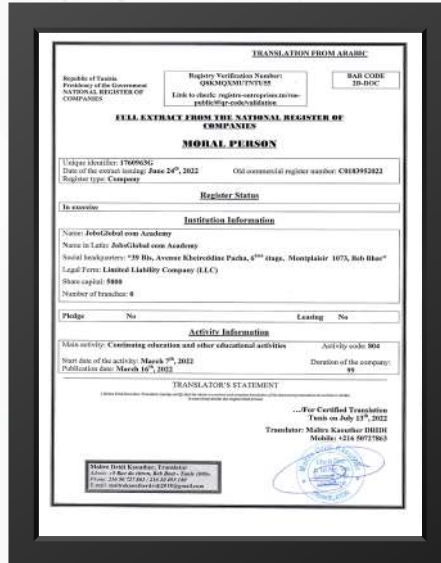 TRANSLATION FROM ARABIC
Republic of Tunisia
Presidency of the Government
NATIONAL REGISTER OF
COMPANIES
Registry Verification Number:
Link to check: registre-entreprises.tn/rne-
public/#/qr-code/validation
BAR CODE
2D-DOC
FULL EXTRACT FROM THE NATIONAL REGISTER OF
COMPANIES
MORAL PERSON
Unique identifier: 1760963G
Date of the extract issuing: June 24th, 2022
Old commercial register number: C0183952022
Register type: Company
Register Status
In exercise
Institution Information
Name: JobsGlobal com Academy
Name in Latin: JobsGlobal com Academy
Social headquarters: "39 Bis, Avenue Kheireddine Pacha, 6ème étage, Montplaisir 1073, Beb Bhar"
Legal Form: Limited Liability Company (LLC)
Share capital: 5000
Number of branches: 0
Pledge No Leasing No
Activity Information
Main activity: Continuing education and other educational activities
Activity code: 804
Start date of the activity: March 7th, 2022
Duration of the company:
Publication date: March 16th, 2022
99
TRANSLATOR'S STATEMENT
.../For Certified Translation
Tunis on July 15th, 2022
Translator: Maître Kaouther DRIDI
Mobile: +216 50727863
Maître Dridi Kaouther, Translator